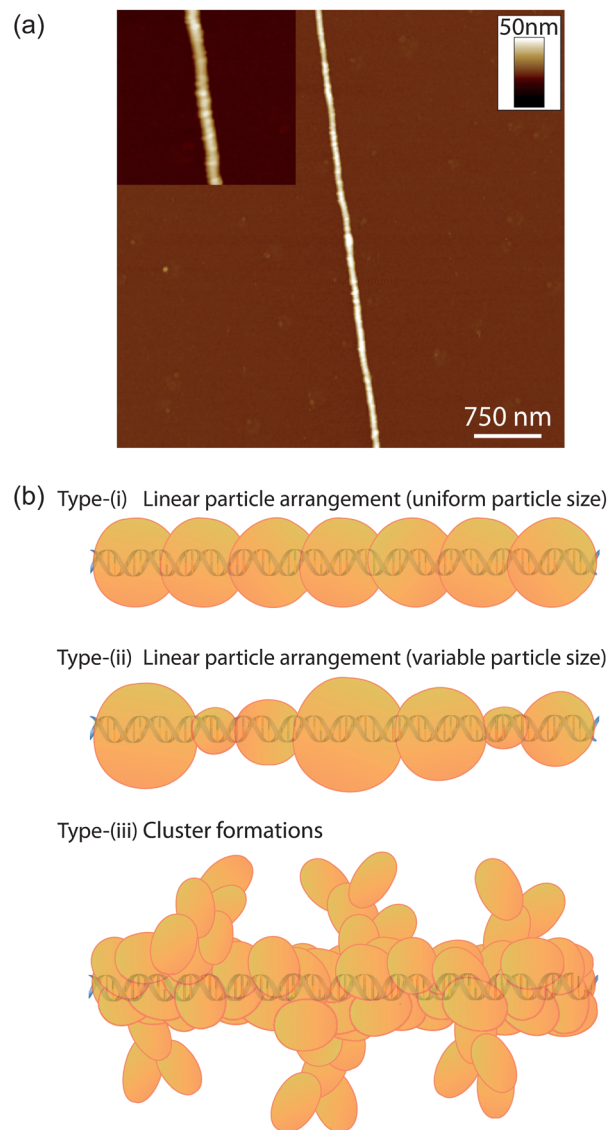 (a)
50nm
750 nm
(b) Type-(i) Linear particle arrangement (uniform particle size)
Type-(ii) Linear particle arrangement (variable particle size)
Type-(iii) Cluster formations